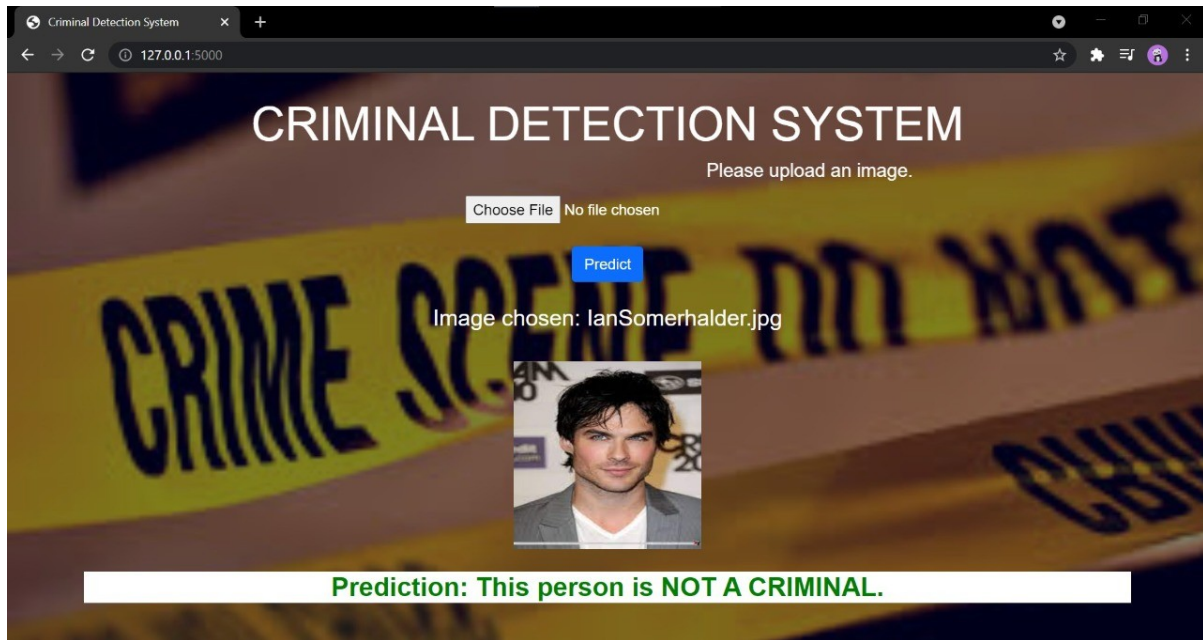 Criminal Detection System
127.0.0.1:5000
CRIMINAL DETECTION SYSTEM
Please upload an image.
Choose File No file chosen
Predict
CRIME SCENE DO NOT
Image chosen: IanSomerhalder.jpg
Prediction: This person is NOT A CRIMINAL.